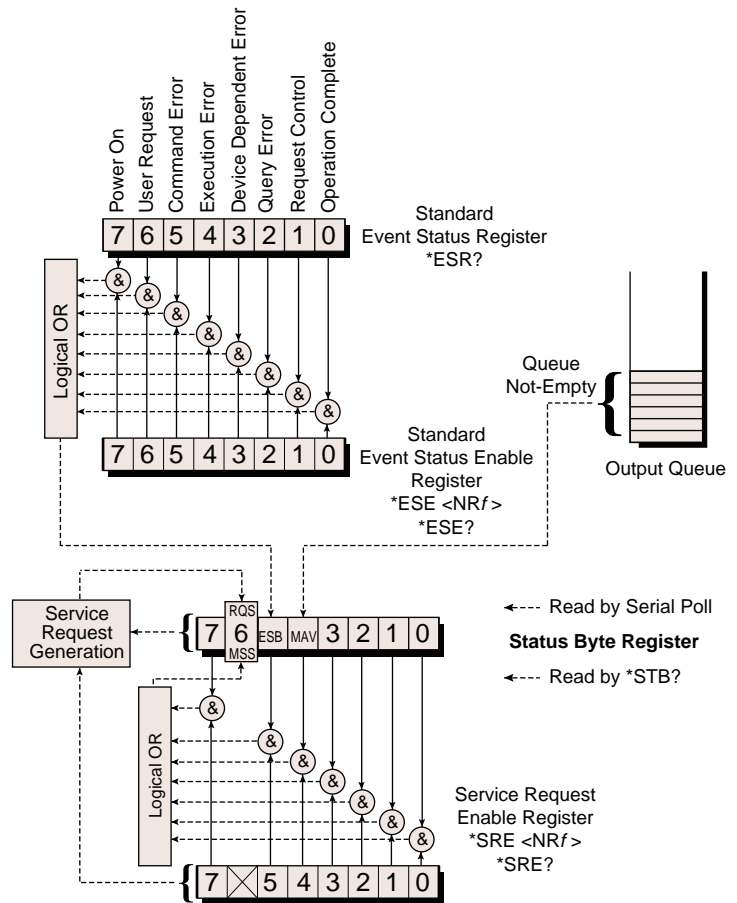 Power On
User Request
Command Error
Execution Error
Device Dependent Error
Query Error
Request Control
Operation Complete
7 6 5 4 3 2 1 0
Standard
Event Status Register
*ESR?
Logical OR
&
&
&
&
&
&
&
&
7 6 5 4 3 2 1 0
Standard
Event Status Enable
Register
*ESE <NRf>
*ESE?
Queue
Not-Empty
{
Output Queue
Service
Request
Generation
{
7 6 ESB MAV 3 2 1 0
RQS
MSS
Read by Serial Poll
Status Byte Register
Read by *STB?
Logical OR
&
&
&
&
&
&
&
Service Request
Enable Register
*SRE <NRf>
*SRE?
{
7 5 4 3 2 1 0